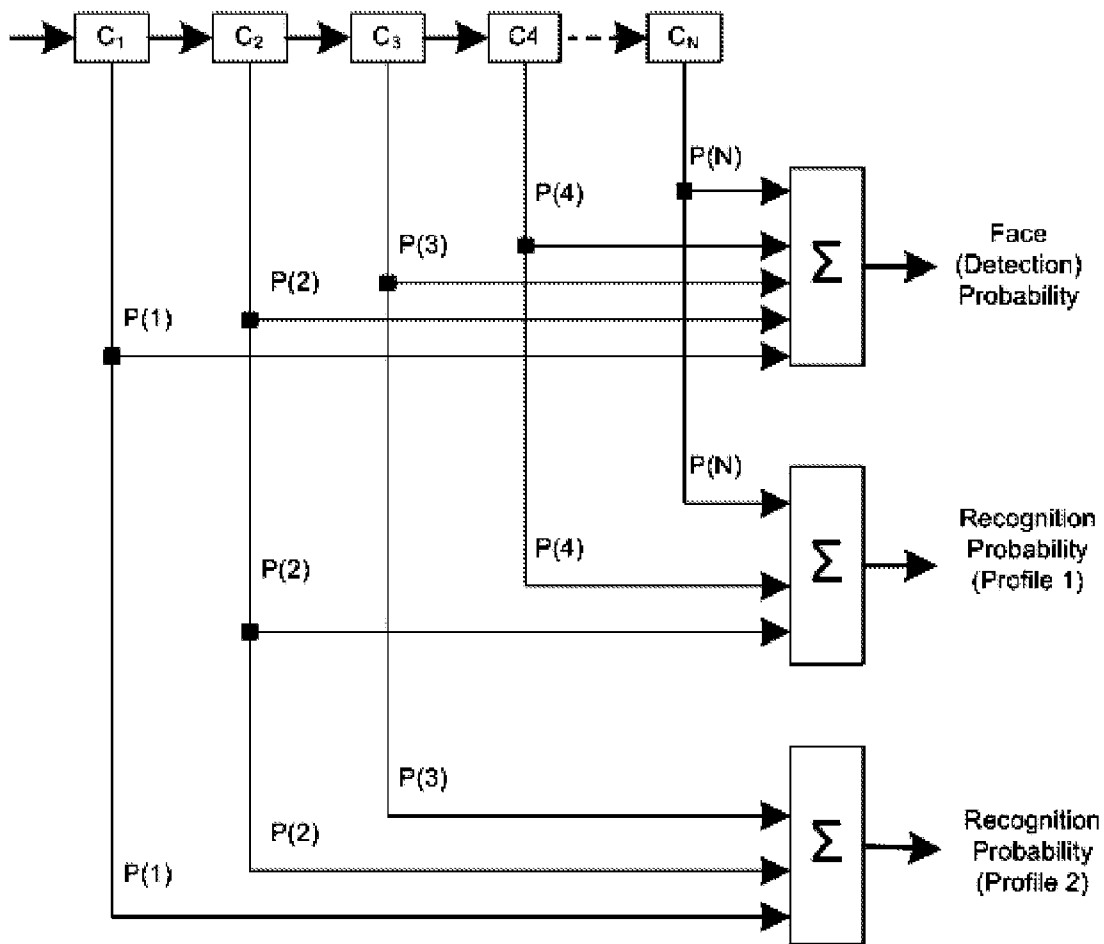 C₁ C₂ C₃ C4 C_N
P(N)
P(4)
P(3)
P(2)
P(1)
Σ
Face
(Detection)
Probability
P(N)
P(4)
P(2)
Σ
Recognition
Probability
(Profile 1)
P(3)
P(2)
P(1)
Σ
Recognition
Probability
(Profile 2)